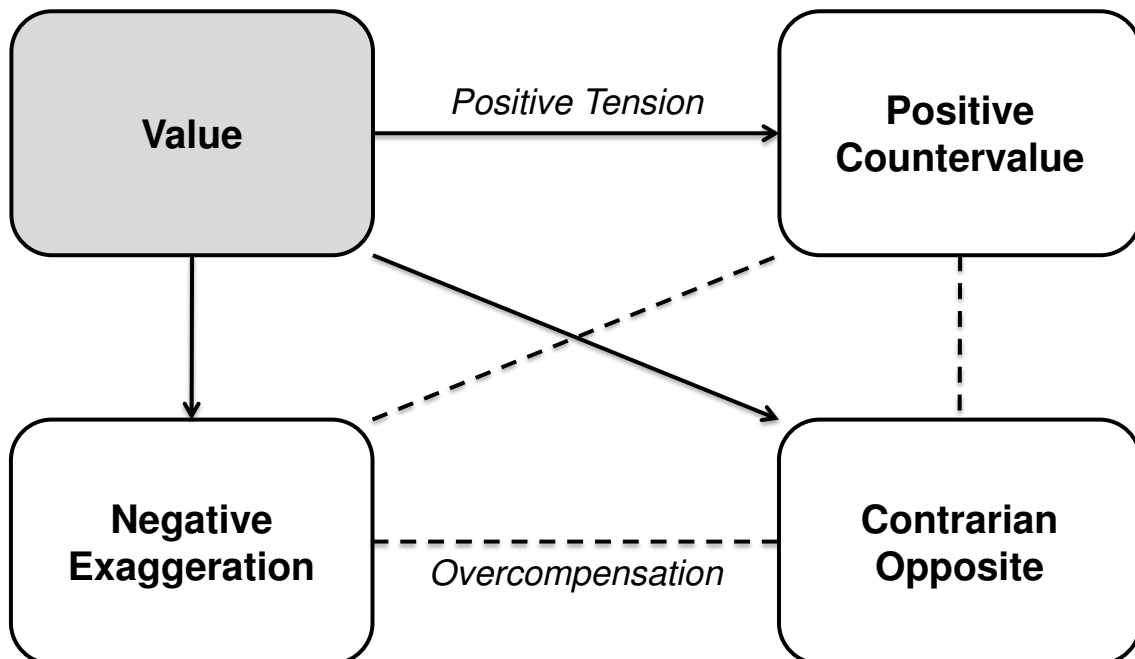 Value
Positive Tension
Positive
Countervalue
Negative
Exaggeration
Overcompensation
Contrarian
Opposite